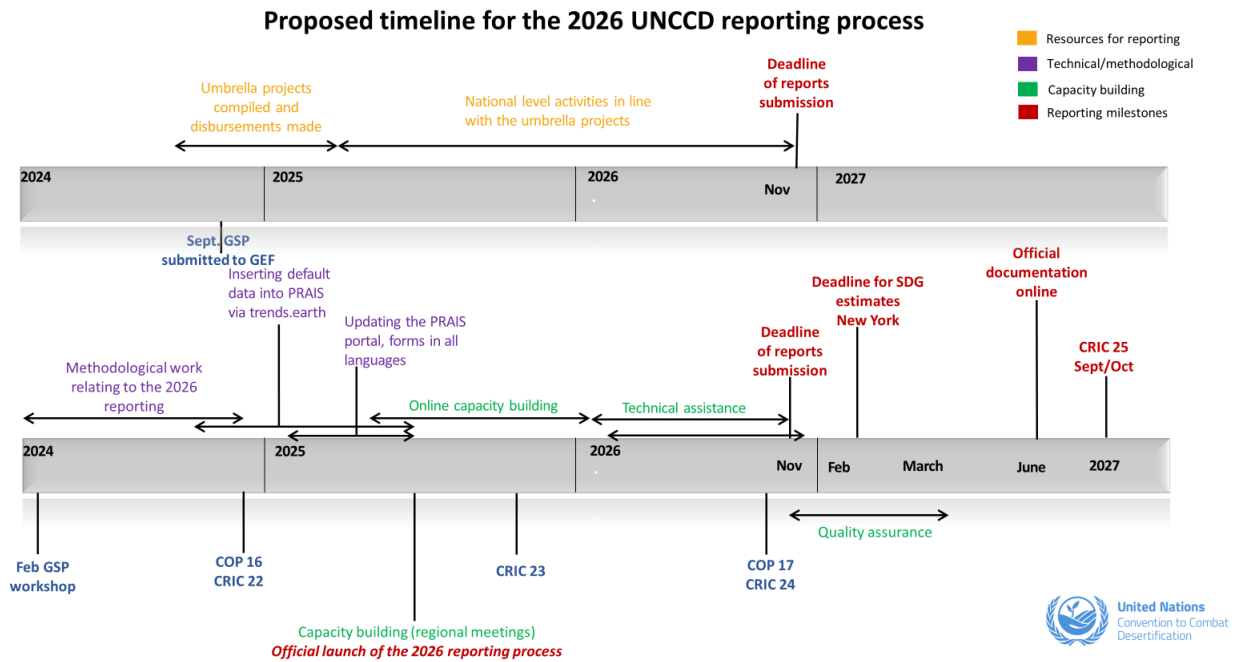 Proposed timeline for the 2026 UNCCD reporting process
Resources for reporting
Technical/methodological
Capacity building
Reporting milestones
Umbrella projects
compiled and
disbursements made
National level activities in line
with the umbrella projects
Deadline
of reports
submission
2024
2025
2026
Nov
2027
Sept. GSP
submitted to GEF
Inserting default
data into PRAIS
via trends.earth
Updating the PRAIS
portal, forms in all
languages
Methodological work
relating to the 2026
reporting
Online capacity building
Technical assistance
Deadline
of reports
submission
Deadline for SDG
estimates
New York
Official
documentation
online
CRIC 25
Sept/Oct
2024
2025
2026
Nov
Feb
March
June
2027
Feb GSP
workshop
COP 16
CRIC 22
CRIC 23
COP 17
CRIC 24
Quality assurance
Capacity building (regional meetings)
Official launch of the 2026 reporting process
United Nations
Convention to Combat
Desertification